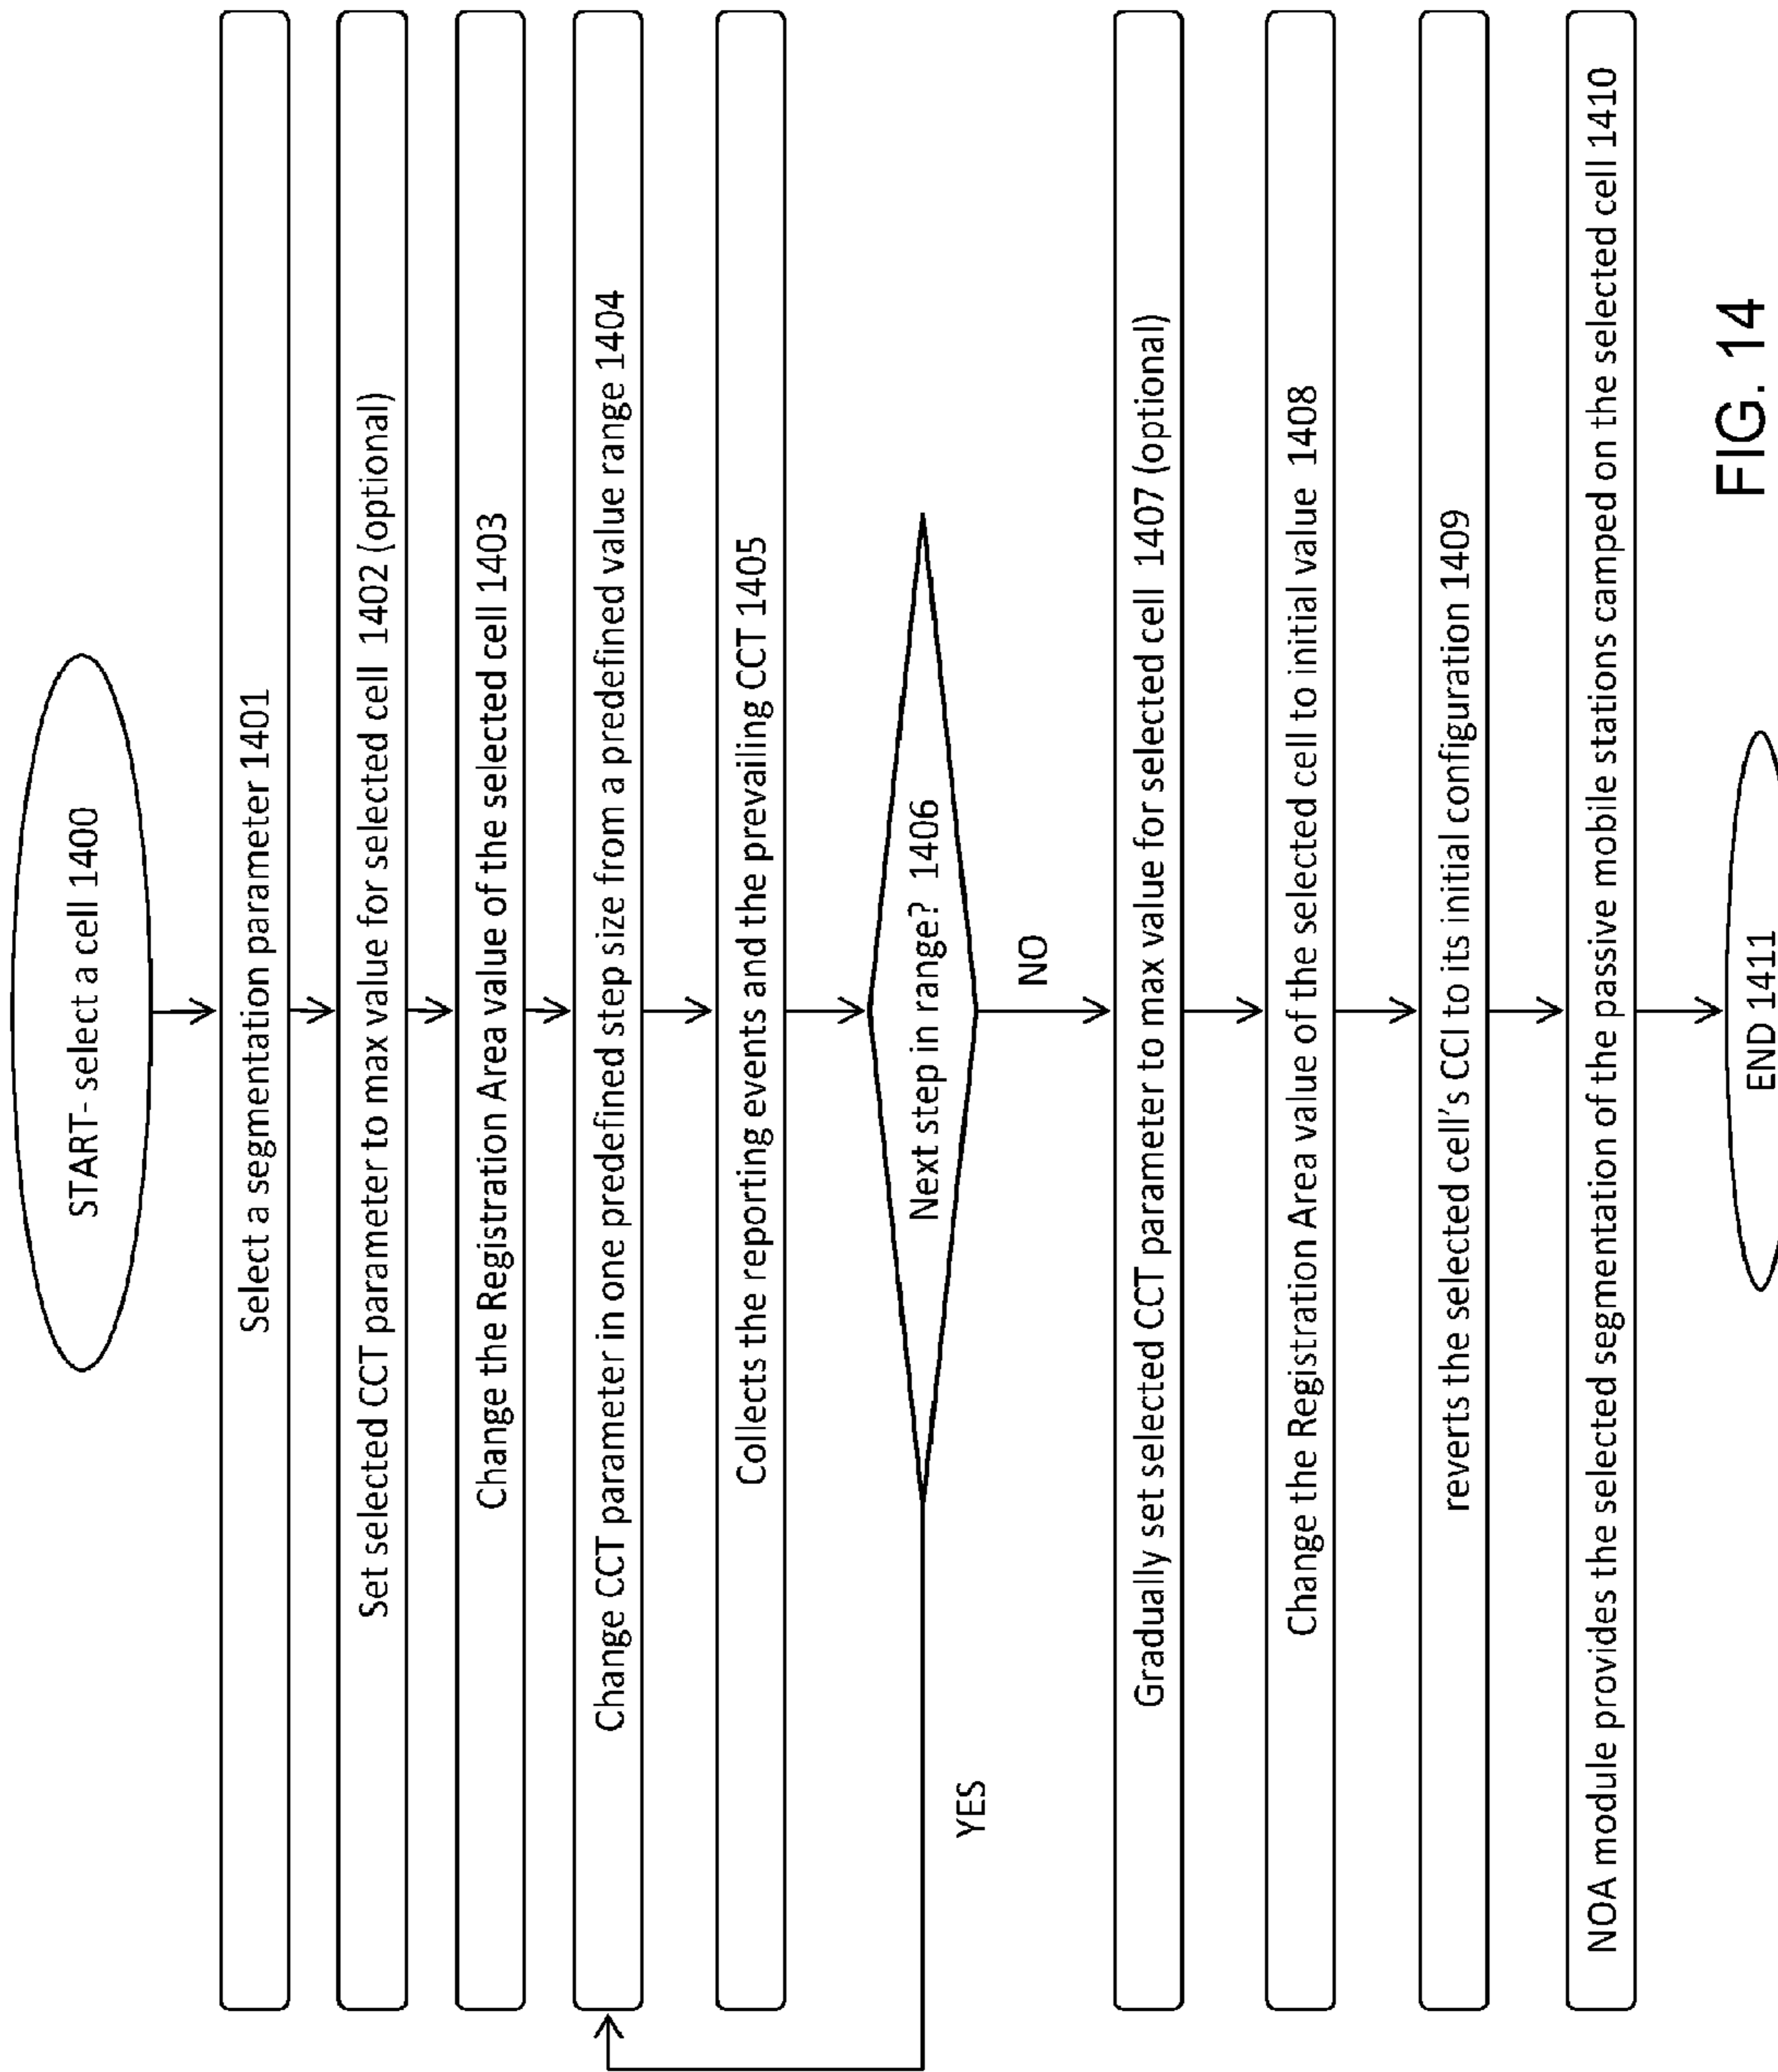 START- select a cell 1400
Select a segmentation parameter 1401
Set selected CCT parameter to max value for selected cell 1402 (optional)
Change the Registration Area value of the selected cell 1403
Change CCT parameter in one predefined step size from a predefined value range 1404
Collects the reporting events and the prevailing CCT 1405
Next step in range? 1406
YES
NO
Gradually set selected CCT parameter to max value for selected cell 1407 (optional)
Change the Registration Area value of the selected cell to initial value 1408
reverts the selected cell's CCI to its initial configuration 1409
NOA module provides the selected segmentation of the passive mobile stations camped on the selected cell 1410
END 1411
FIG. 14